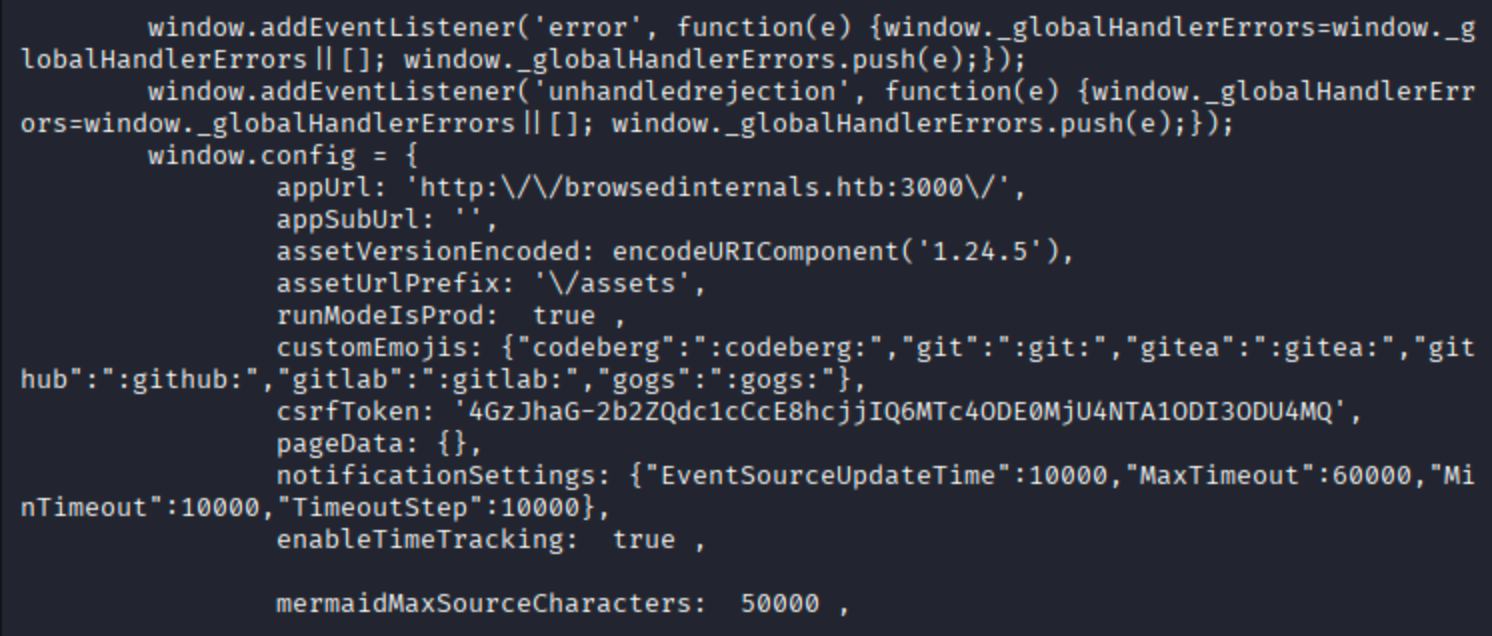 window.addEventListener('error', function(e) {window._globalHandlerErrors=window._g
lobalHandlerErrors||[]; window._globalHandlerErrors.push(e);});
window.addEventListener('unhandledrejection', function(e) {window._globalHandlerErr
ors=window._globalHandlerErrors||[]; window._globalHandlerErrors.push(e);});
window.config = {
appUrl: 'http:\/\/browsedinternals.htb:3000\/',
appSubUrl: '',
assetVersionEncoded: encodeURIComponent('1.24.5'),
assetUrlPrefix: '\/assets',
runModeIsProd:  true ,
customEmojis: {"codeberg":":codeberg:","git":":git:","gitea":":gitea:","git
hub":":github:","gitlab":":gitlab:","gogs":":gogs:"},
csrfToken: '4GzJhaG-2b2ZQdc1cCcE8hcjjIQ6MTc4ODE0MjU4NTA1ODI3ODU4MQ',
pageData: {},
notificationSettings: {"EventSourceUpdateTime":10000,"MaxTimeout":60000,"Mi
nTimeout":10000,"TimeoutStep":10000},
enableTimeTracking:  true ,
mermaidMaxSourceCharacters:  50000 ,